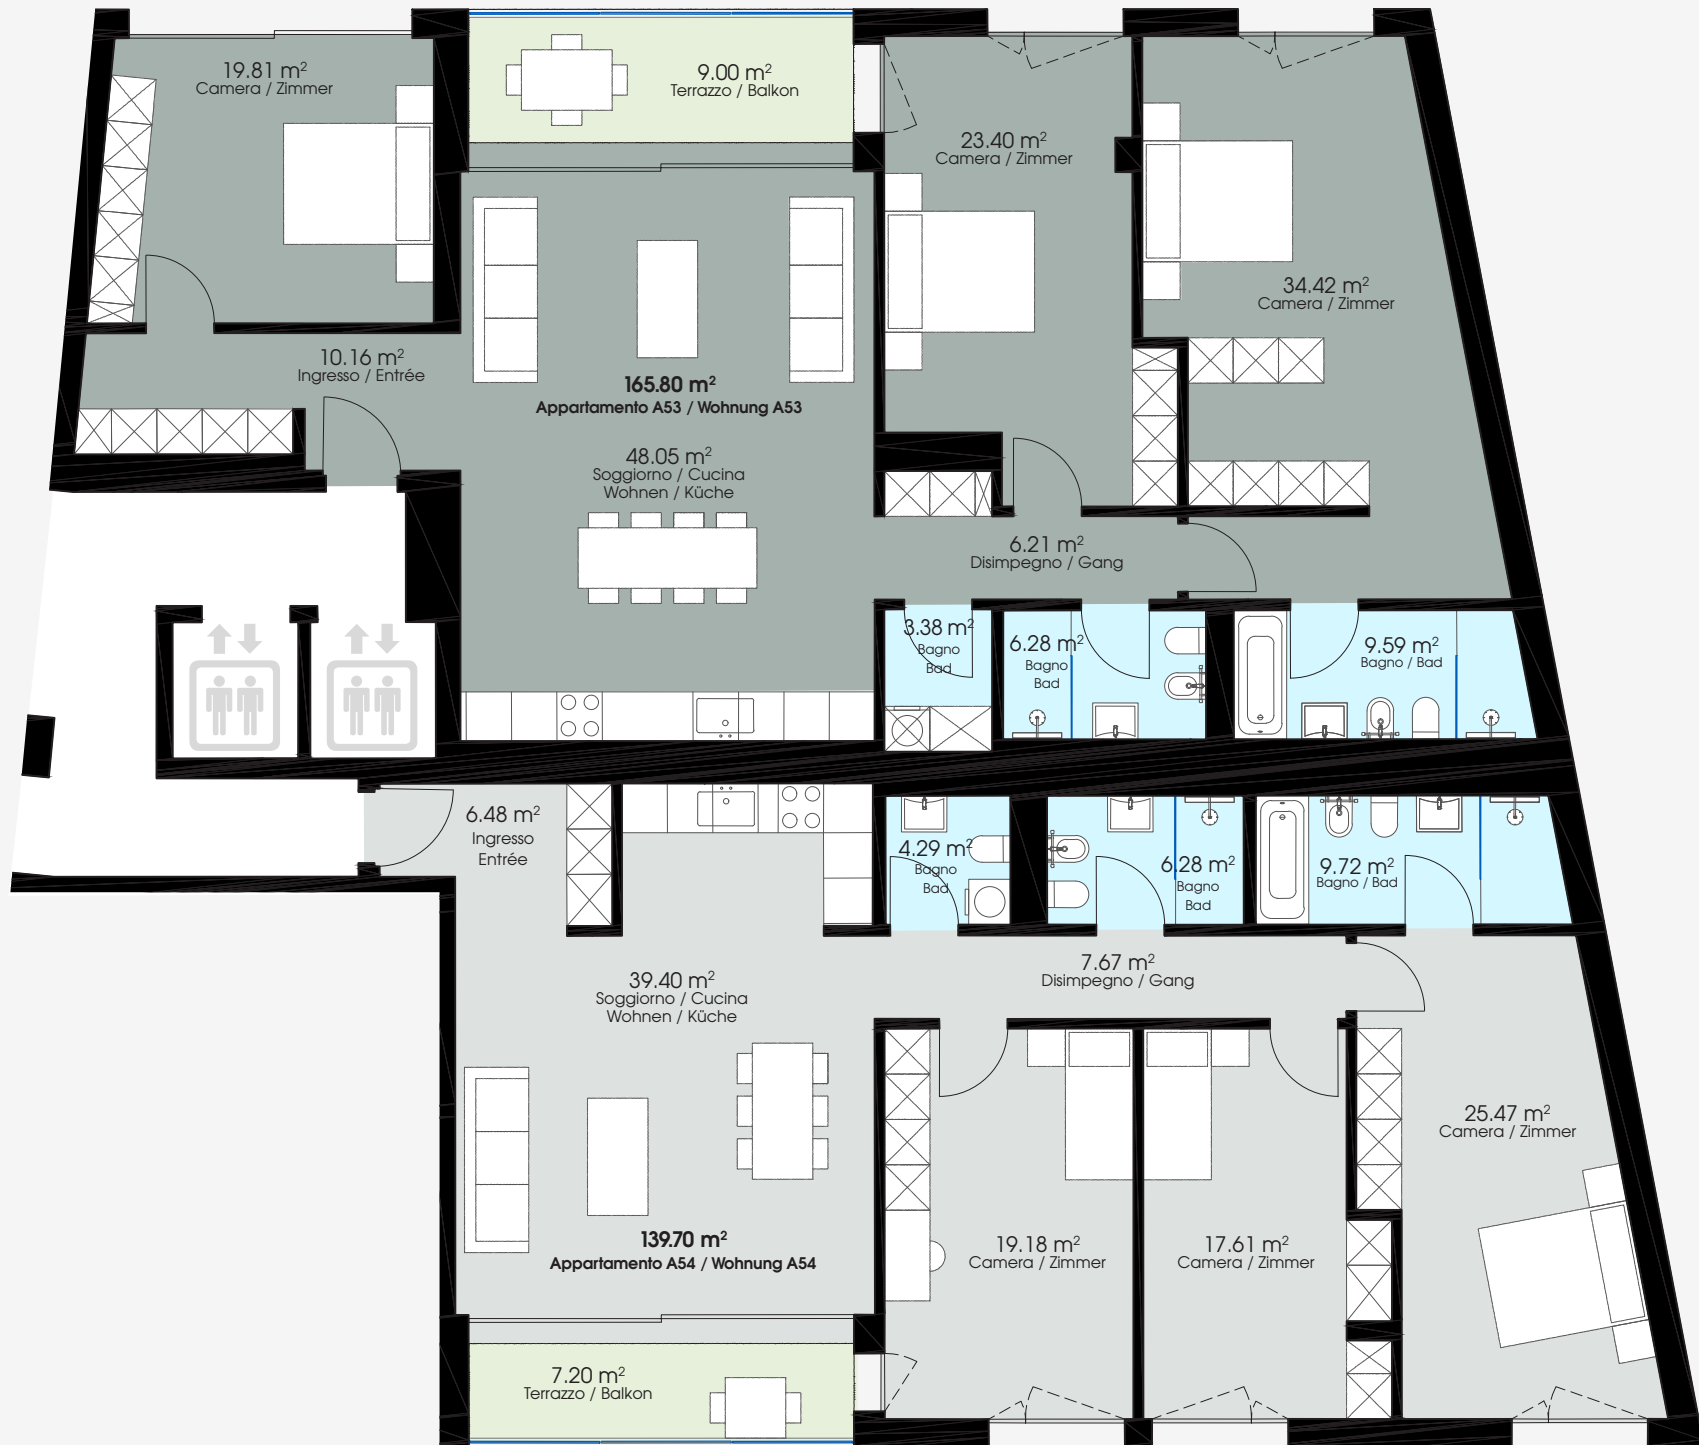 19.81 m²
Camera / Zimmer
9.00 m²
Terrazzo / Balkon
23.40 m²
Camera / Zimmer
34.42 m²
Camera / Zimmer
10.16 m²
Ingresso / Entrée
165.80 m²
Appartamento A53 / Wohnung A53
48.05 m²
Soggiorno / Cucina
Wohnen / Küche
6.21 m²
Disimpegno / Gang
3.38 m²
Bagno
Bad
6.28 m²
Bagno
Bad
9.59 m²
Bagno / Bad
6.48 m²
Ingresso
Entrée
4.29 m²
Bagno
Bad
6.28 m²
Bagno
Bad
9.72 m²
Bagno / Bad
39.40 m²
Soggiorno / Cucina
Wohnen / Küche
7.67 m²
Disimpegno / Gang
25.47 m²
Camera / Zimmer
139.70 m²
Appartamento A54 / Wohnung A54
19.18 m²
Camera / Zimmer
17.61 m²
Camera / Zimmer
7.20 m²
Terrazzo / Balkon